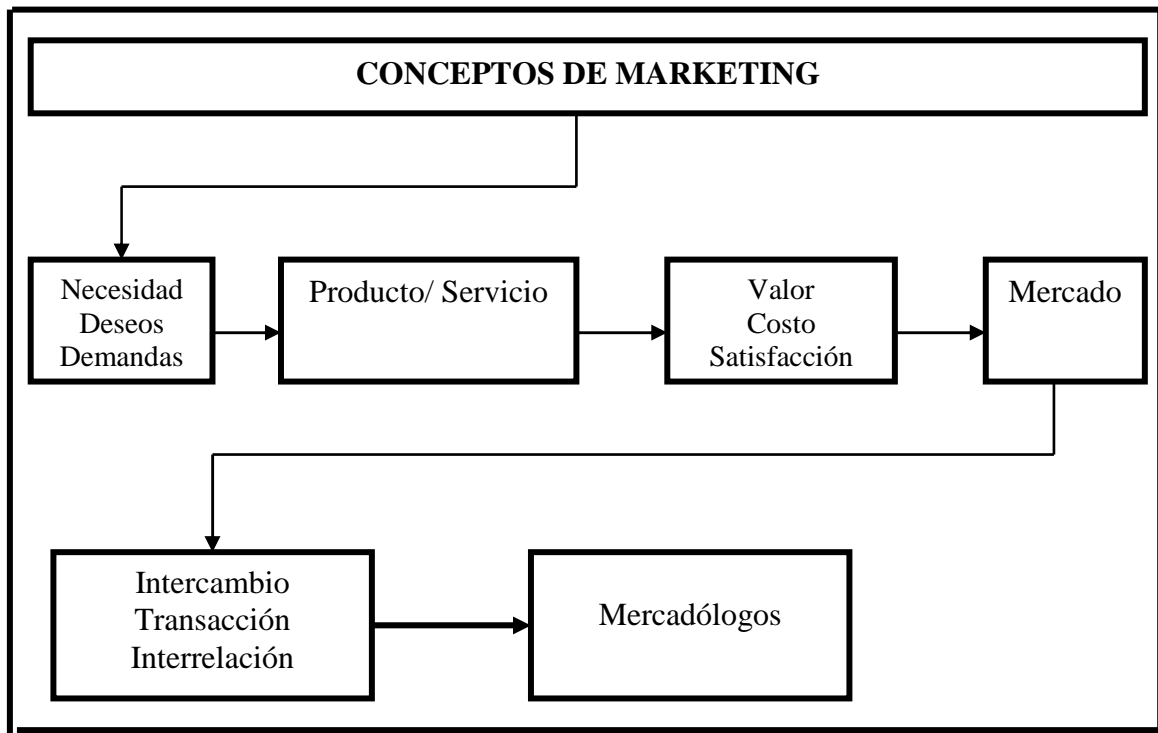 CONCEPTOS DE MARKETING
Necesidad
Deseos
Demandas
Producto/ Servicio
Valor
Costo
Satisfacción
Mercado
Intercambio
Transacción
Interrelación
Mercadólogos